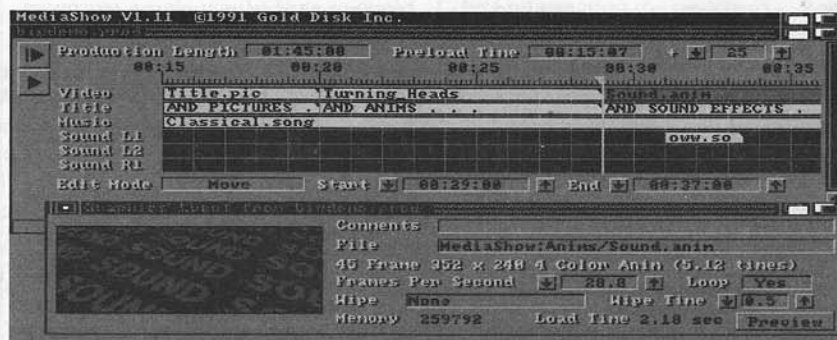 MediaShow V1.11 ©1991 Gold Disk Inc.
Production Length 01:45:00 Preload Time 00:15:07 + 25
00:15 00:20 00:25 00:30 00:35
Video Title.pic Turning Heads Sound.anim
Title AND PICTURES . AND ANIMS . . . AND SOUND EFFECTS .
Music Classical.song
Sound L1 oww.so
Sound L2
Sound R1
Edit Mode Move Start 00:29:00 End 00:37:00
Comments
File MediaShow:Anims/Sound.anim
45 Frame 352 x 240 4 Color Anim (5.12 times)
Frames Per Second 28.8 Loop Yes
Wipe None Wipe Time 0.5
Memory 259792 Load Time 2.18 sec Preview
SOUND SOUND
SOUND